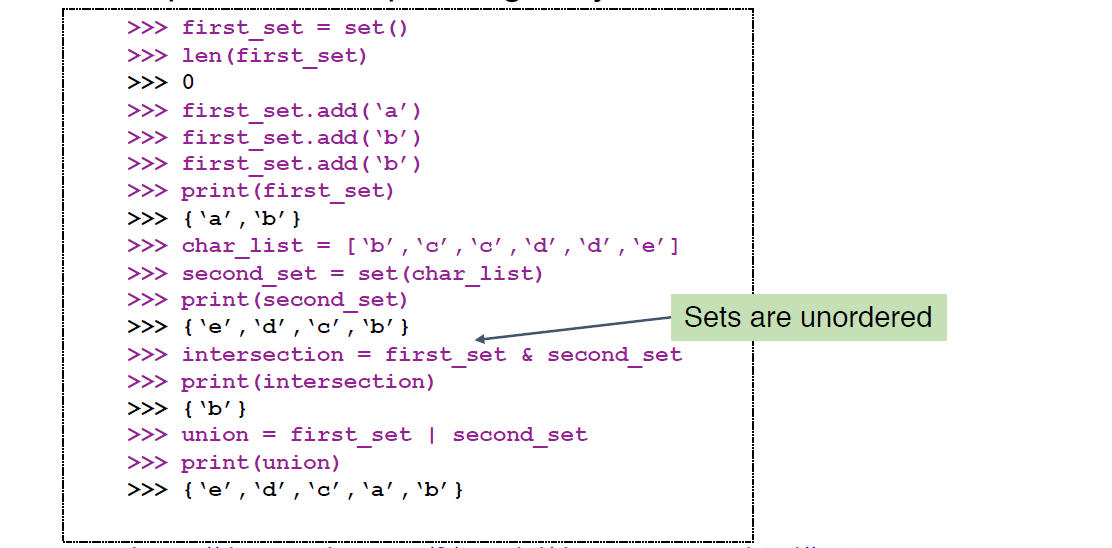 >>> first_set = set()
>>> len(first_set)
>>> 0
>>> first_set.add(‘a’)
>>> first_set.add(‘b’)
>>> first_set.add(‘b’)
>>> print(first_set)
>>> {‘a’,‘b’}
>>> char_list = [‘b’,‘c’,‘c’,‘d’,‘d’,‘e’]
>>> second_set = set(char_list)
>>> print(second_set)
>>> {‘e’,‘d’,‘c’,‘b’}
Sets are unordered
>>> intersection = first_set & second_set
>>> print(intersection)
>>> {‘b’}
>>> union = first_set | second_set
>>> print(union)
>>> {‘e’,‘d’,‘c’,‘a’,‘b’}